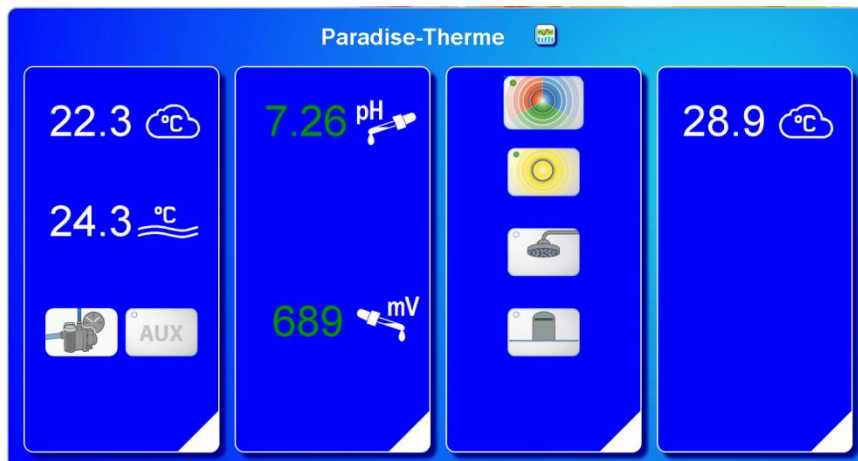 Paradise-Therme
22.3 °C
24.3 °C
AUX
7.26 pH
689 mV
28.9 °C